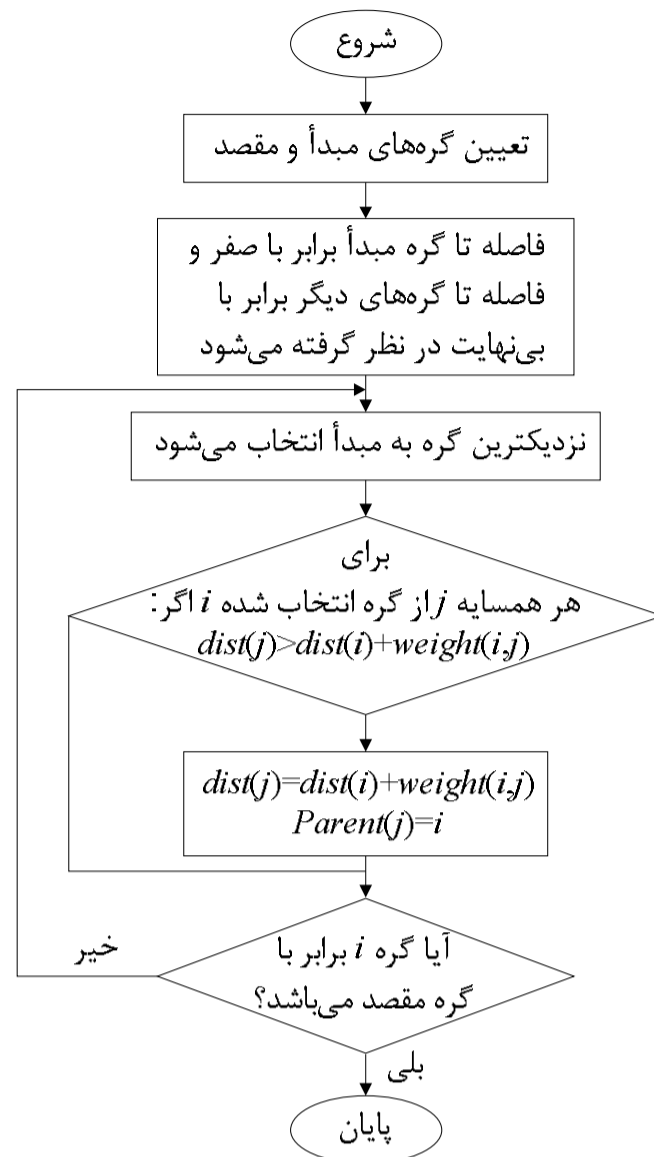 شروع
تعیین گره‌های مبدأ و مقصد
فاصله تا گره مبدأ برابر با صفر و
فاصله تا گره‌های دیگر برابر با
بی‌نهایت در نظر گرفته می‌شود
نزدیکترین گره به مبدأ انتخاب می‌شود
برای
هر همسایه j از گره انتخاب شده i اگر:
dist(j)>dist(i)+weight(i,j)
dist(j)=dist(i)+weight(i,j)
Parent(j)=i
آیا گره i برابر با
گره مقصد می‌باشد؟
خیر
بلی
پایان